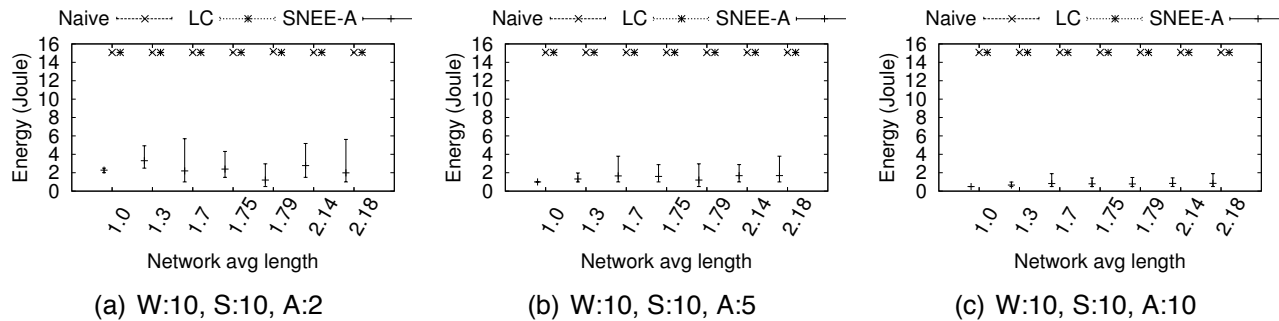 Naive LC SNEE-A
Energy (Joule)
16
14
12
10
8
6
4
2
0
1.0 1.3 1.7 1.75 1.79 2.14 2.18
Network avg length
(a) W:10, S:10, A:2
Naive LC SNEE-A
Energy (Joule)
16
14
12
10
8
6
4
2
0
1.0 1.3 1.7 1.75 1.79 2.14 2.18
Network avg length
(b) W:10, S:10, A:5
Naive LC SNEE-A
Energy (Joule)
16
14
12
10
8
6
4
2
0
1.0 1.3 1.7 1.75 1.79 2.14 2.18
Network avg length
(c) W:10, S:10, A:10